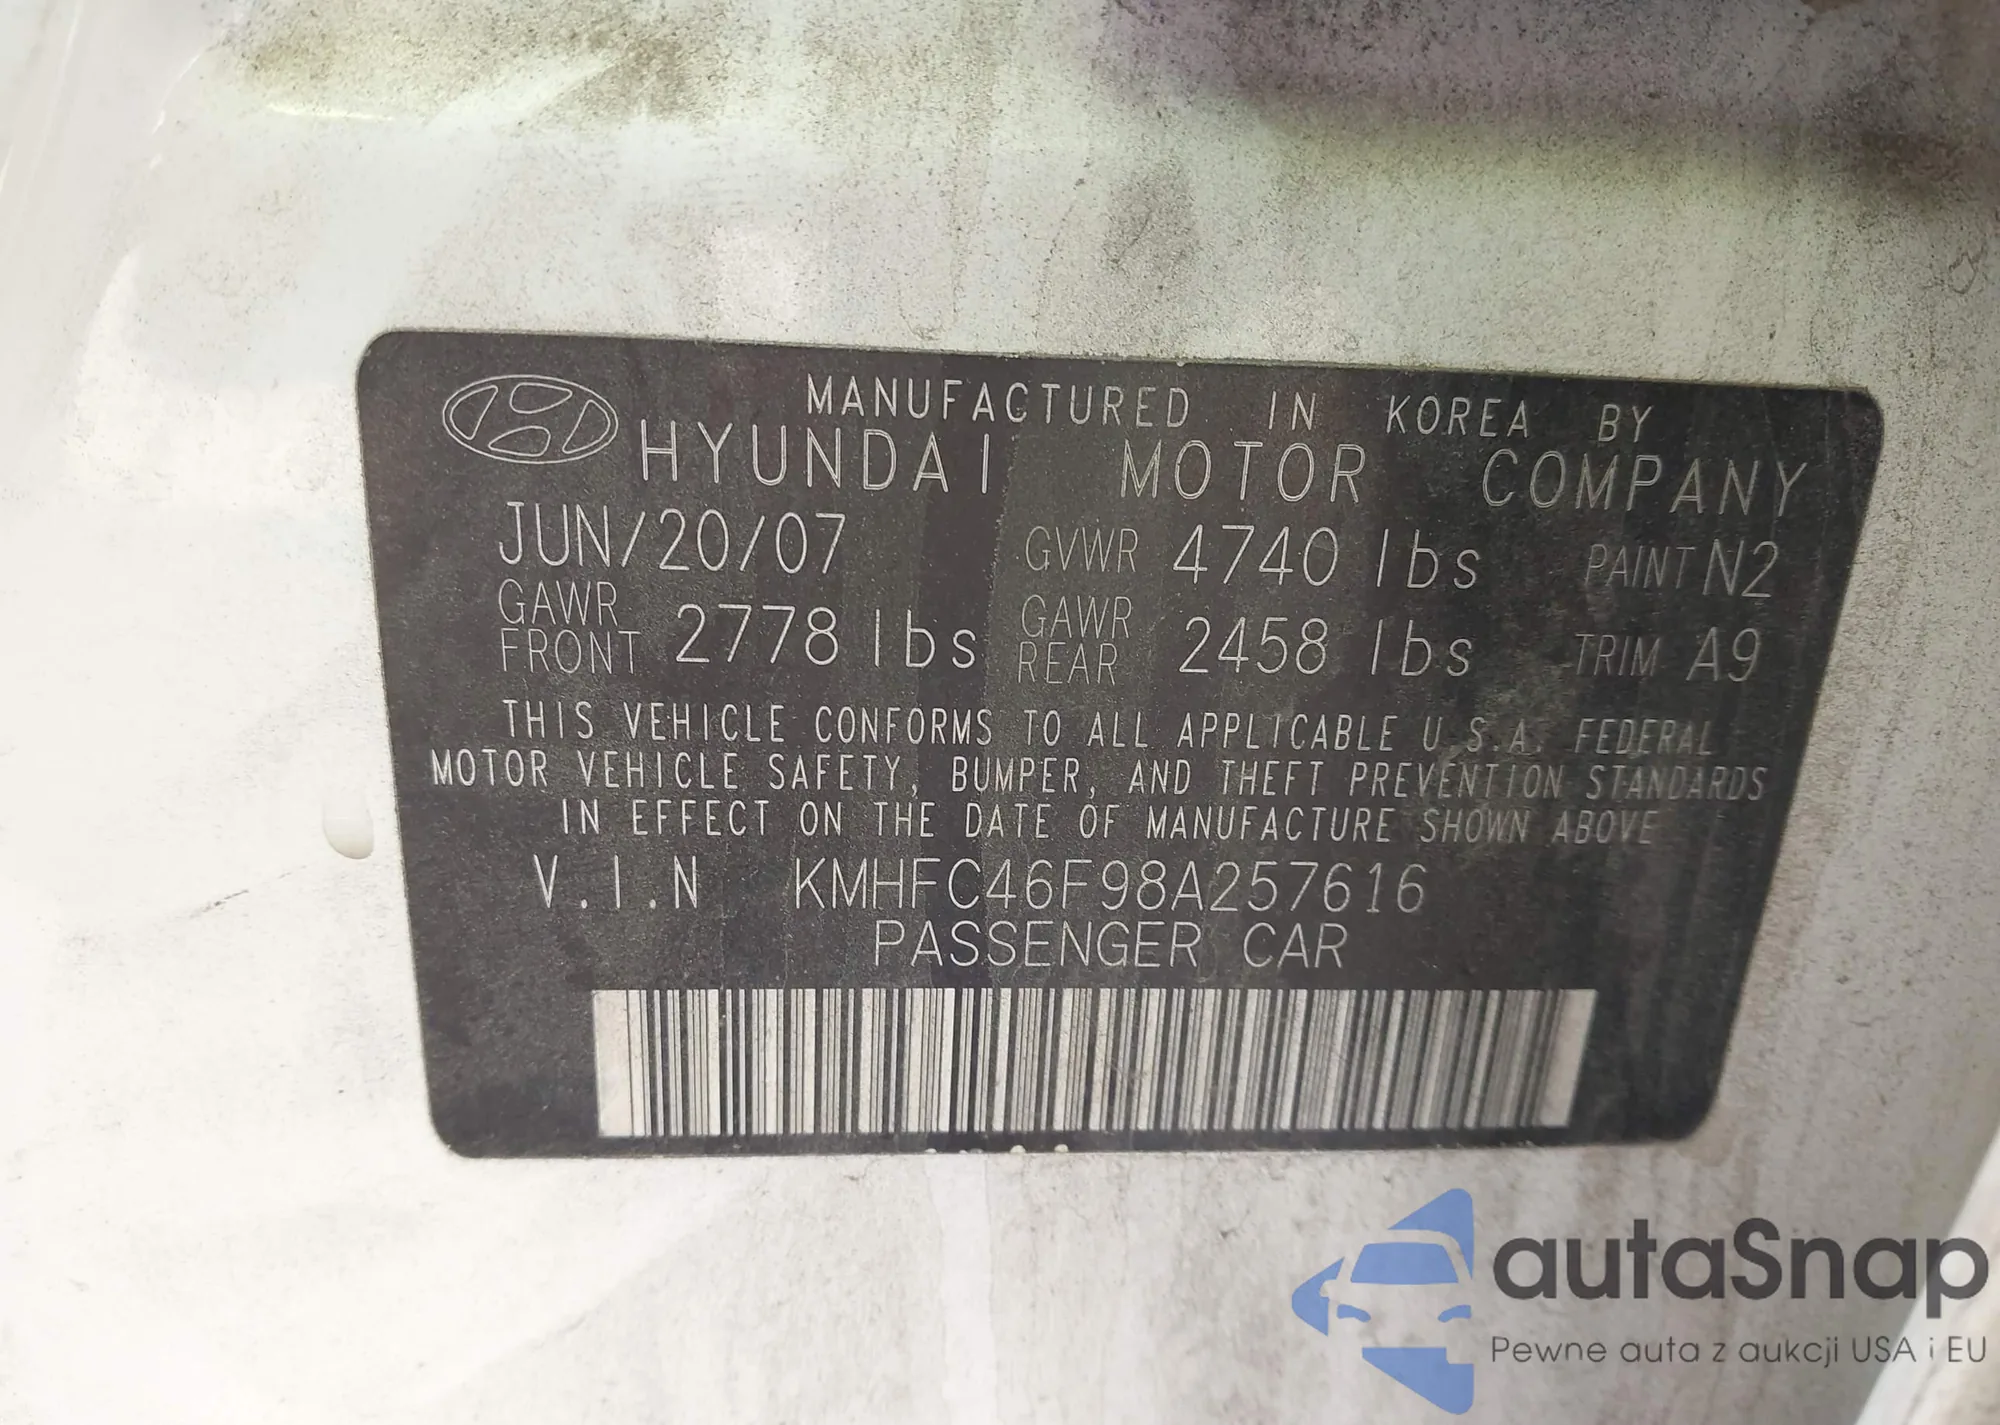 MANUFACTURED IN KOREA BY
HYUNDAI MOTOR COMPANY
JUN/20/07 GVWR 4740 lbs PAINT N2
GAWR FRONT 2778 lbs GAWR REAR 2458 lbs TRIM A9
THIS VEHICLE CONFORMS TO ALL APPLICABLE U.S.A. FEDERAL
MOTOR VEHICLE SAFETY, BUMPER, AND THEFT PREVENTION STANDARDS
IN EFFECT ON THE DATE OF MANUFACTURE SHOWN ABOVE
V.I.N KMHFC46F98A257616
PASSENGER CAR
autaSnap
Pewne auta z aukcji USA i EU